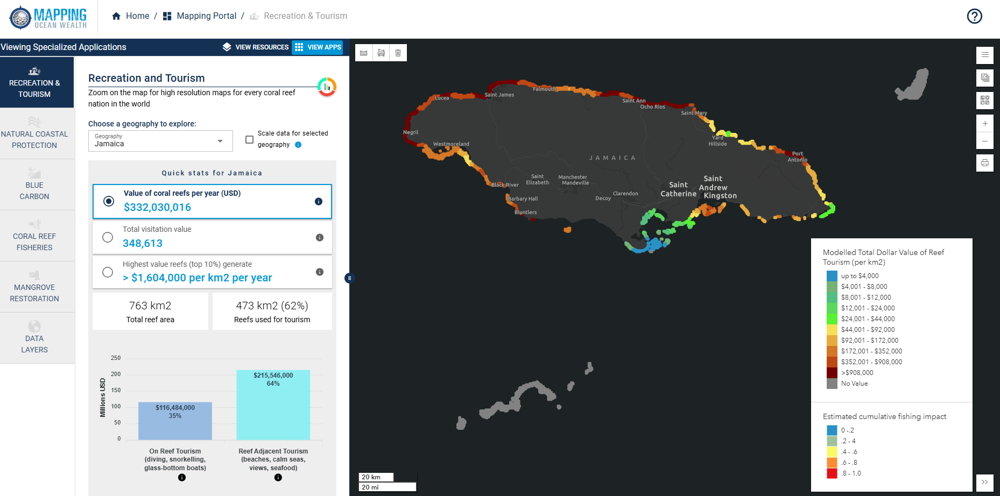 MAPPING
OCEAN WEALTH
Home / Mapping Portal / Recreation & Tourism
Viewing Specialized Applications
VIEW RESOURCES
VIEW APPS
RECREATION &
TOURISM
NATURAL COASTAL
PROTECTION
BLUE
CARBON
CORAL REEF
FISHERIES
MANGROVE
RESTORATION
DATA
LAYERS
Recreation and Tourism
Zoom on the map for high resolution maps for every coral reef
nation in the world
Choose a geography to explore:
Geography
Jamaica
Scale data for selected
geography
Quick stats for Jamaica
Value of coral reefs per year (USD)
$332,030,016
Total visitation value
348,613
Highest value reefs (top 10%) generate
> $1,604,000 per km2 per year
763 km2
Total reef area
473 km2 (62%)
Reefs used for tourism
Millions USD
250
200
150
100
50
0
$116,484,000
35%
$215,546,000
64%
On Reef Tourism
(diving, snorkelling,
glass-bottom boats)
Reef Adjacent Tourism
(beaches, calm seas,
views, seafood)
Lucea
Saint James
Falmouth
Saint Ann
Ocho Rios
Saint Mary
Negril
Westmoreland
Yard
Hillside
Port
Antonio
JAMAICA
Black River
Saint
Elizabeth
Manchester
Mandeville
Saint
Catherine
Saint
Andrew
Kingston
Clarendon
Decoy
Barbary Hall
Bluntlers
20 km
20 mi
Modelled Total Dollar Value of Reef
Tourism (per km2)
up to $4,000
$4,001 - $8,000
$8,001 - $12,000
$12,001 - $24,000
$24,001 - $44,000
$44,001 - $92,000
$92,001 - $172,000
$172,001 - $352,000
$352,001 - $908,000
>$908,000
No Value
Estimated cumulative fishing impact
0 -.2
.2 - 4
.4 - .6
.6 - .8
.8 - 1.0